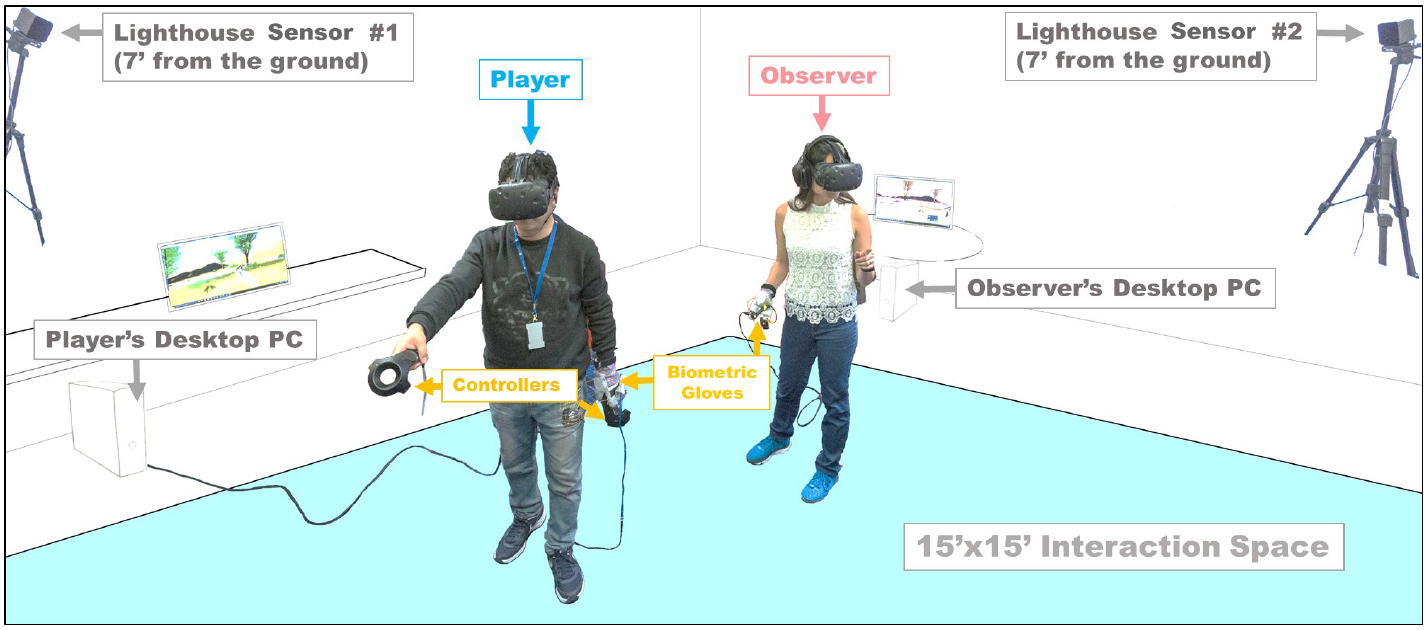 Lighthouse Sensor #1
(7’ from the ground)
Lighthouse Sensor #2
(7’ from the ground)
Player
Observer
Observer’s Desktop PC
Player’s Desktop PC
Controllers
Biometric
Gloves
15’x15’ Interaction Space